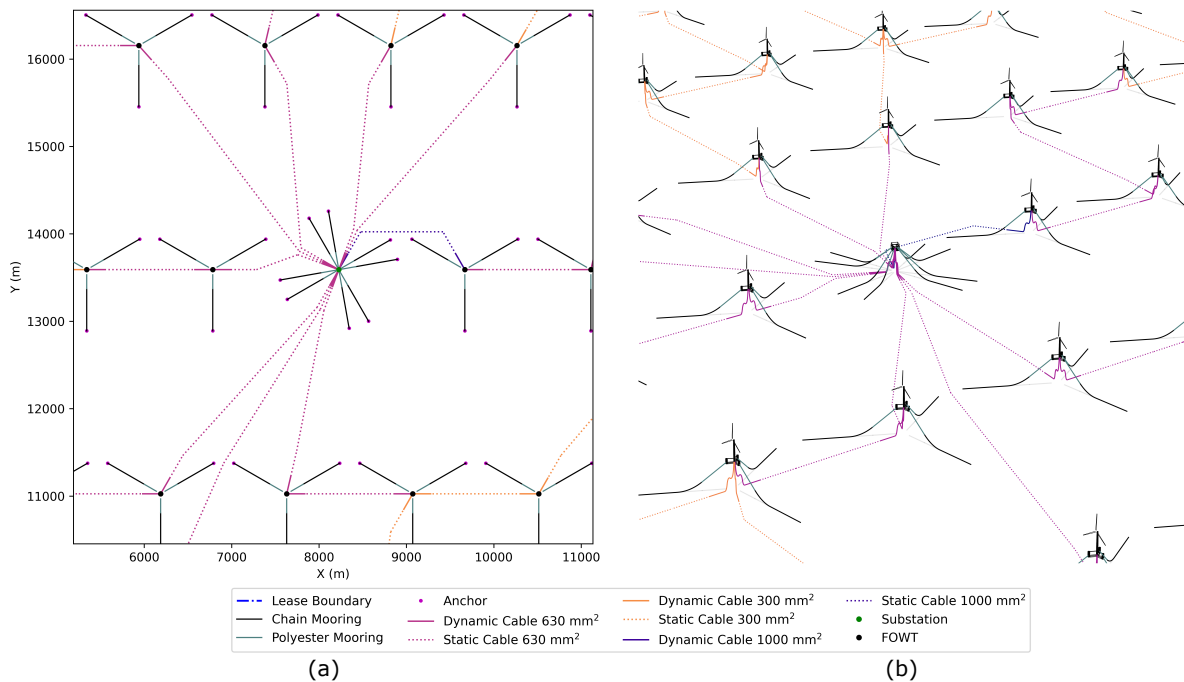 16000
15000
14000
13000
12000
11000
Y (m)
6000 7000 8000 9000 10000 11000
X (m)
Lease Boundary
Chain Mooring
Polyester Mooring
Anchor
Dynamic Cable 630 mm²
Static Cable 630 mm²
Dynamic Cable 300 mm²
Static Cable 300 mm²
Dynamic Cable 1000 mm²
Static Cable 1000 mm²
Substation
FOWT
(a)
(b)